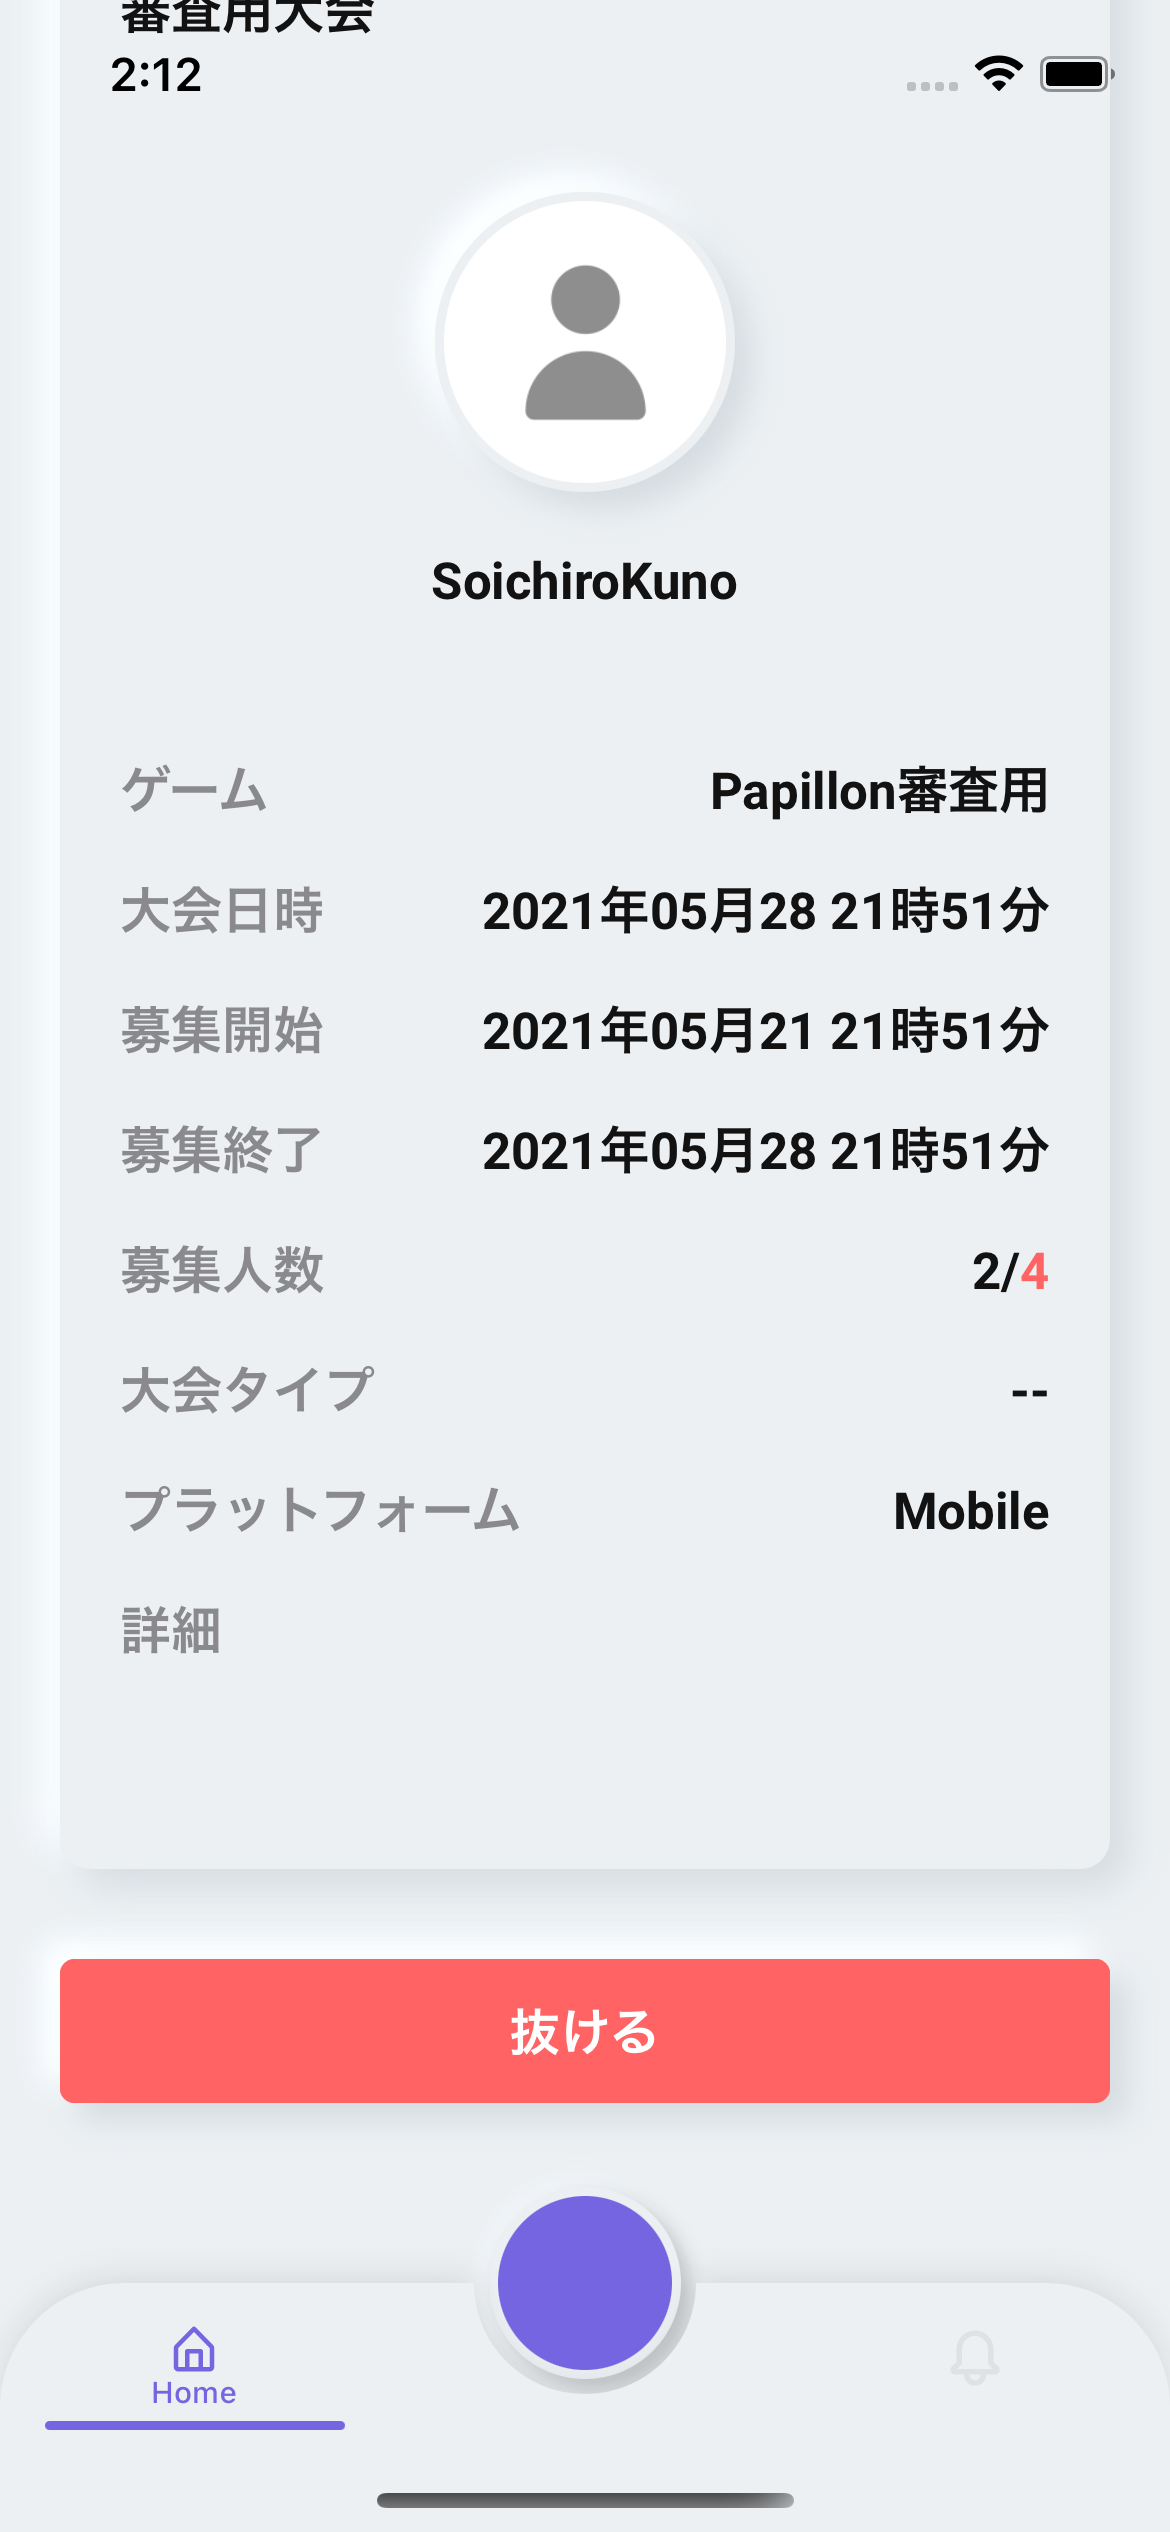 審査用大会
2:12
SoichiroKuno
ゲーム Papillon審査用
大会日時 2021年05月28 21時51分
募集開始 2021年05月21 21時51分
募集終了 2021年05月28 21時51分
募集人数 2/4
大会タイプ --
プラットフォーム Mobile
詳細
抜ける
Home